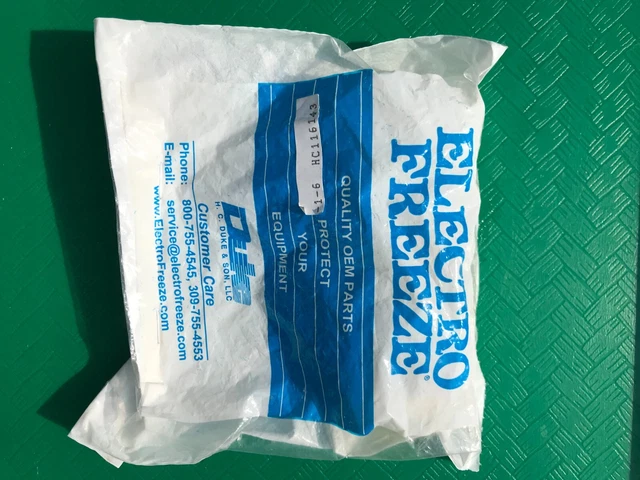 ELECTRO
FREEZE®
QUALITY OEM PARTS
PROTECT
YOUR
EQUIPMENT
HC116143
Duke
H. C. DUKE & SON, LLC
Customer Care
Phone: 800-755-4545, 309-755-4553
E-mail: service@electrofreeze.com
www.ElectroFreeze.com